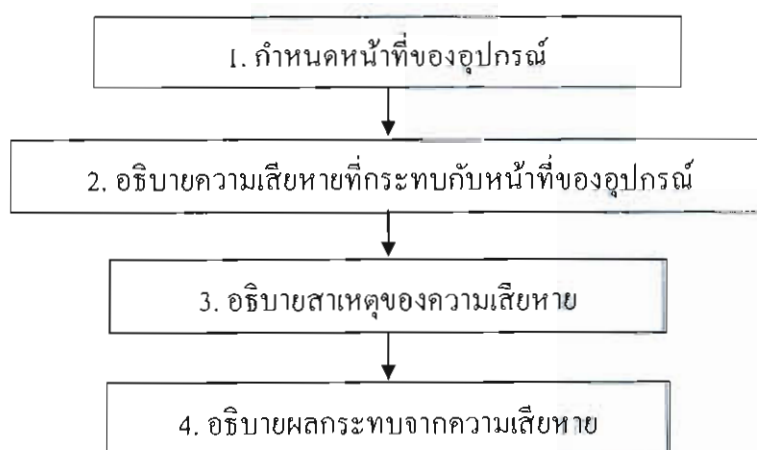 1. กำหนดหน้าที่ของอุปกรณ์
2. อธิบายความเสียหายที่กระทบกับหน้าที่ของอุปกรณ์
3. อธิบายสาเหตุของความเสียหาย
4. อธิบายผลกระทบจากความเสียหาย